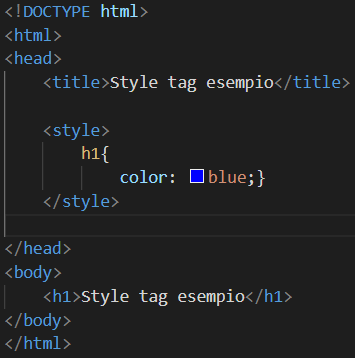 <!DOCTYPE html>
<html>
<head>
    <title>Style tag esempio</title>

    <style>
        h1{
            color: blue;}
    </style>

</head>
<body>
    <h1>Style tag esempio</h1>
</body>
</html>